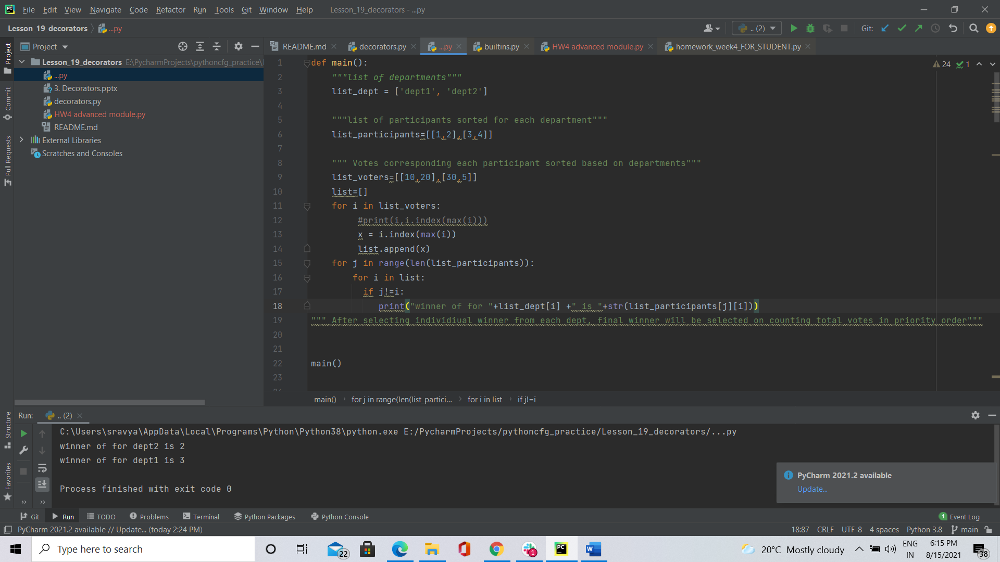 File Edit View Navigate Code Refactor Run Tools Git Window Help Lesson_19_decorators - ...py
Lesson_19_decorators ...py .. (2) Git:
Project README.md decorators.py ...py builtins.py HW4 advanced module.py homework_week4_FOR_STUDENT.py
Project
Commit
Pull Requests
Lesson_19_decorators E:\PycharmProjects\pythoncfg_practice\
...py
3. Decorators.pptx
decorators.py
HW4 advanced module.py
README.md
External Libraries
Scratches and Consoles
24 1
1 def main():
2 """list of departments"""
3 list_dept = ['dept1', 'dept2']
4
5 """list of participants sorted for each department"""
6 list_participants=[[1,2],[3,4]]
7
8 """ Votes corresponding each participant sorted based on departments"""
9 list_voters=[[10,20],[30,5]]
10 list=[]
11 for i in list_voters:
12 #print(i,i.index(max(i)))
13 x = i.index(max(i))
14 list.append(x)
15 for j in range(len(list_participants)):
16 for i in list:
17 if j!=i:
18 print("winner of for "+list_dept[i] +" is "+str(list_participants[j][i]))
19 """ After selecting individiual winner from each dept, final winner will be selected on counting total votes in priority order"""
20
21
22 main()
23
main() for j in range(len(list_partici... for i in list if j!=i
Structure
Favorites
Run: .. (2)
C:\Users\sravya\AppData\Local\Programs\Python\Python38\python.exe E:/PycharmProjects/pythoncfg_practice/Lesson_19_decorators/...py
winner of for dept2 is 2
winner of for dept1 is 3
Process finished with exit code 0
PyCharm 2021.2 available
Update...
Git Run TODO Problems Terminal Python Packages Python Console 1 Event Log
PyCharm 2021.2 available // Update... (today 2:24 PM) 18:87 CRLF UTF-8 4 spaces Python 3.8 main
Type here to search 22 1 20°C Mostly cloudy ENG 6:15 PM
IN 8/15/2021 38